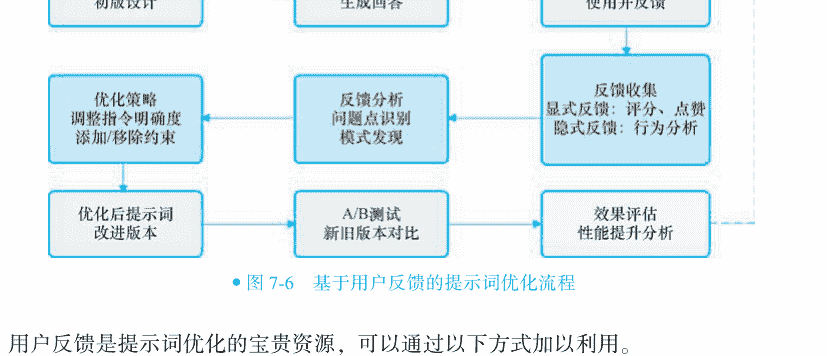 初版设计
生成回答
使用并反馈
优化策略
调整指令明确度
添加/移除约束
反馈分析
问题点识别
模式发现
反馈收集
显式反馈：评分、点赞
隐式反馈：行为分析
优化后提示词
改进版本
A/B测试
新旧版本对比
效果评估
性能提升分析
●图 7-6 基于用户反馈的提示词优化流程
用户反馈是提示词优化的宝贵资源，可以通过以下方式加以利用。